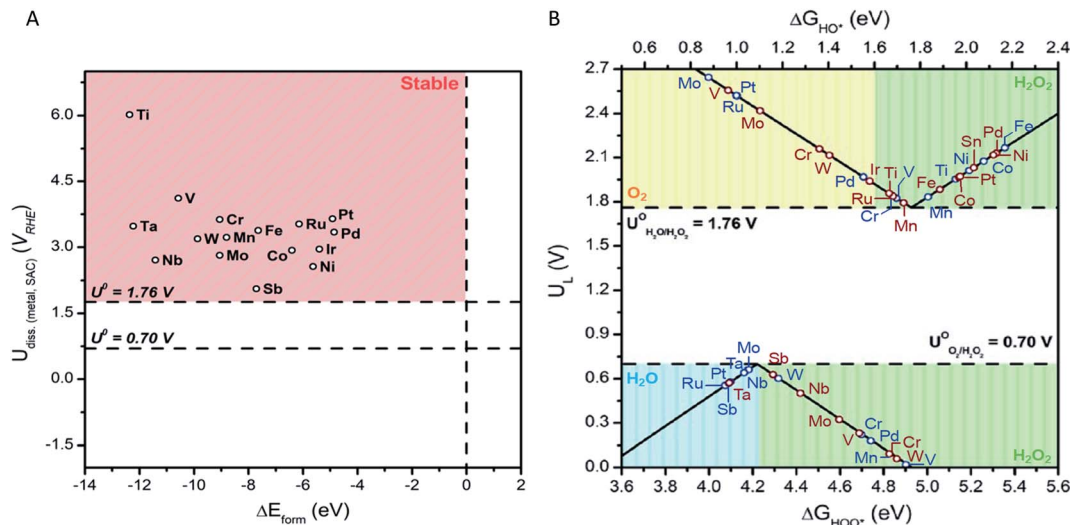 A
Stable
Ti
V
Ta
Cr
W
Mn
Fe
Ru
Pt
Pd
Nb
Mo
Co
Ir
Ni
Sb
U⁰ = 1.76 V
U⁰ = 0.70 V
U_diss. (metal, SAC) (V_RHE)
6.0
4.5
3.0
1.5
0.0
-1.5
-14 -12 -10 -8 -6 -4 -2 0 2
ΔE_form (eV)
B
ΔG_HO* (eV)
0.6 0.8 1.0 1.2 1.4 1.6 1.8 2.0 2.2 2.4
U_L (V)
2.7
2.4
2.1
1.8
1.5
1.2
0.9
0.6
0.3
0.0
H₂O₂
Mo
V
Pt
Ru
Mo
Cr
W
Pd
Ir
Ti
V
Ru
Cr
Mn
Sn
Pd
Fe
Ni
Ti
Ni
Fe
Co
Pt
Co
Mn
O₂
U⁰_H₂O/H₂O₂ = 1.76 V
U⁰_O₂/H₂O₂ = 0.70 V
H₂O
Mo
Ta
Sb
Pt
Nb
W
Ru
Ta
Nb
Sb
Mo
Cr
V
Pd
Cr
Mn
W
V
H₂O₂
3.6 3.8 4.0 4.2 4.4 4.6 4.8 5.0 5.2 5.4 5.6
ΔG_HOO* (eV)